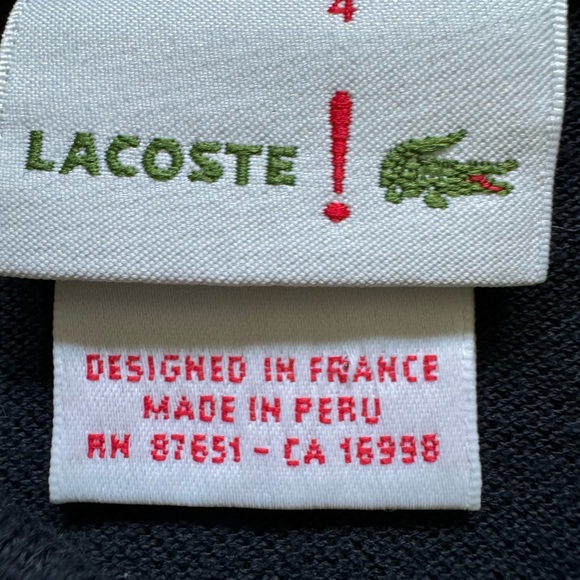 4
LACOSTE !
DESIGNED IN FRANCE
MADE IN PERU
RN 87651 - CA 16998